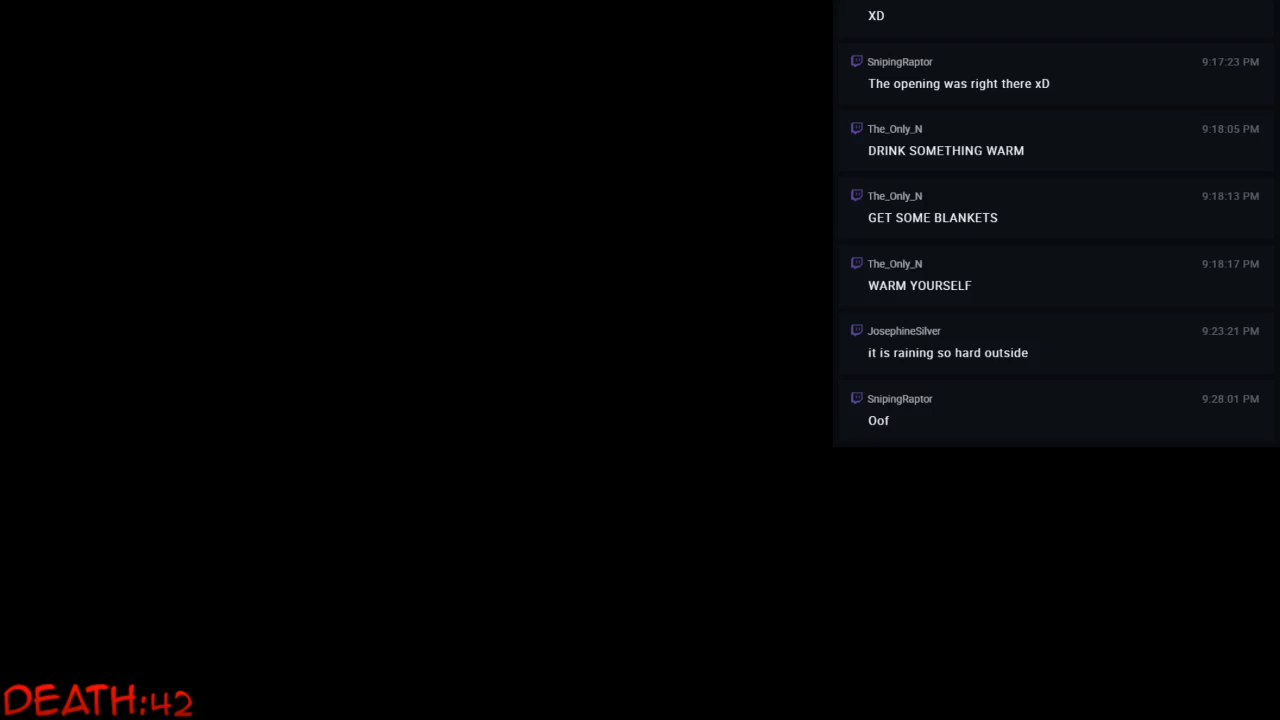 XD
SnipingRaptor 9:17:23 PM
The opening was right there xD
The_Only_N 9:18:05 PM
DRINK SOMETHING WARM
The_Only_N 9:18:13 PM
GET SOME BLANKETS
The_Only_N 9:18:17 PM
WARM YOURSELF
JosephineSilver 9:23:21 PM
it is raining so hard outside
SnipingRaptor 9:28:01 PM
Oof
DEATH:42